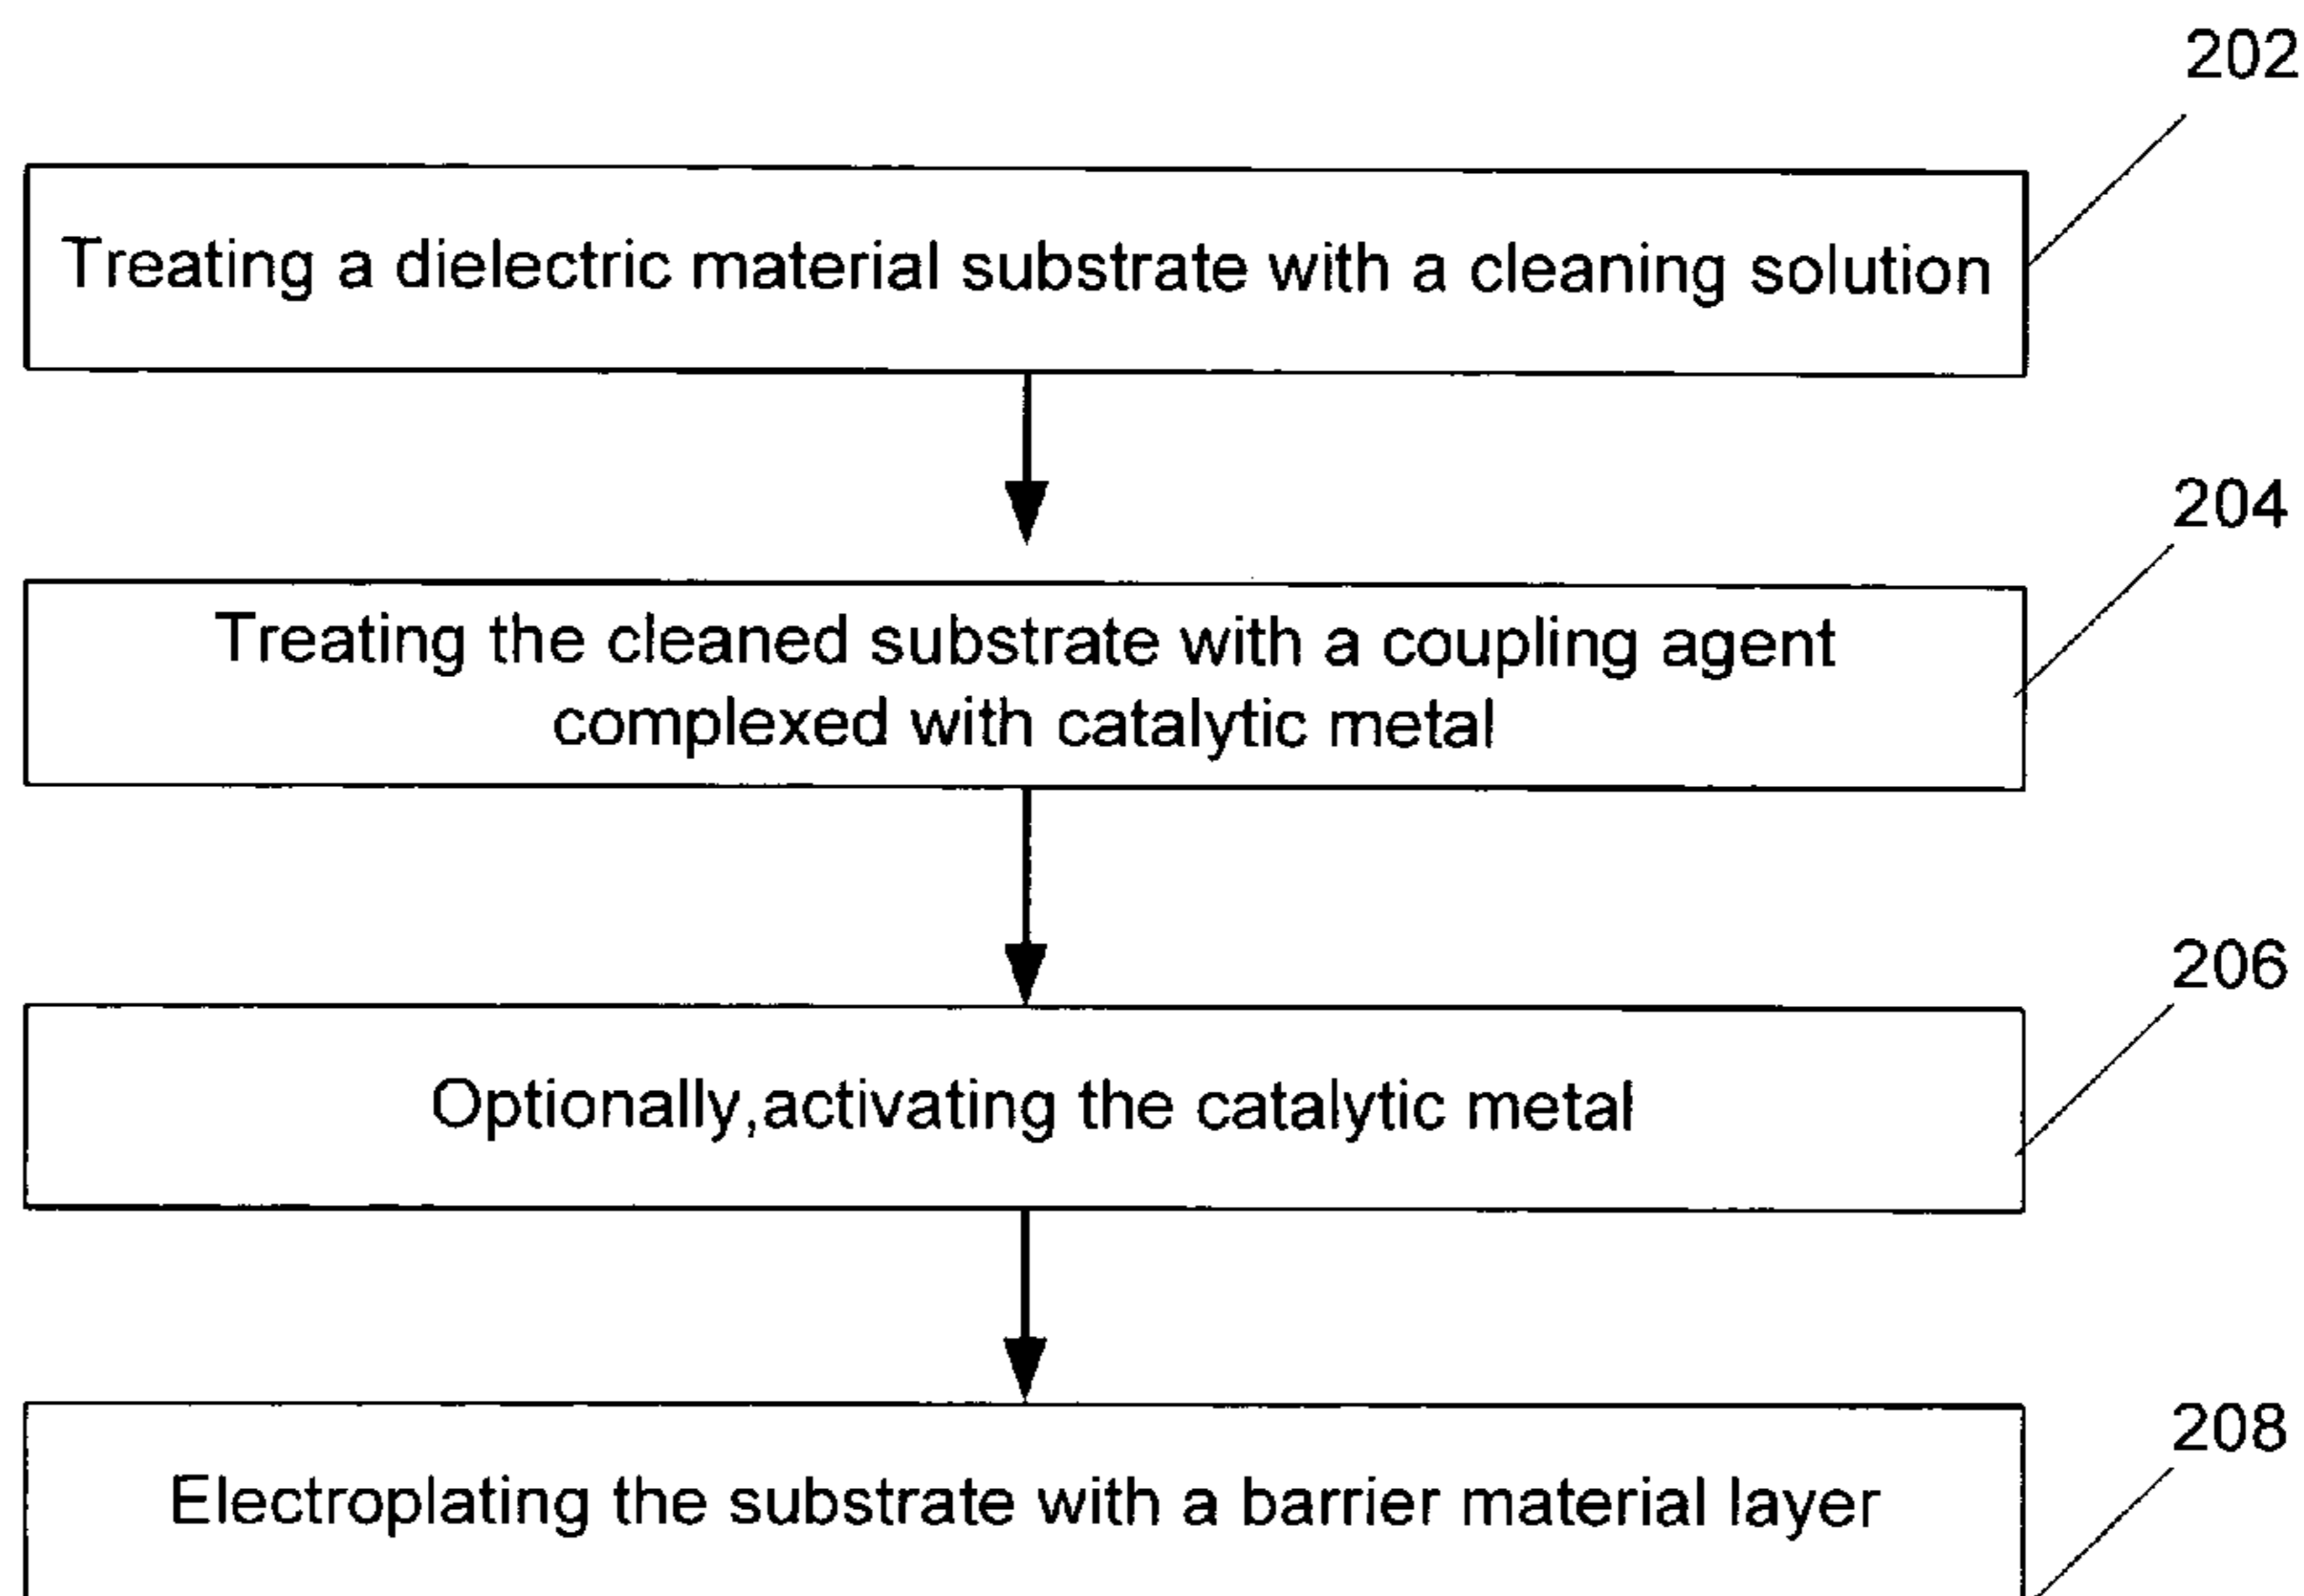 202
Treating a dielectric material substrate with a cleaning solution
204
Treating the cleaned substrate with a coupling agent
complexed with catalytic metal
206
Optionally,activating the catalytic metal
208
Electroplating the substrate with a barrier material layer